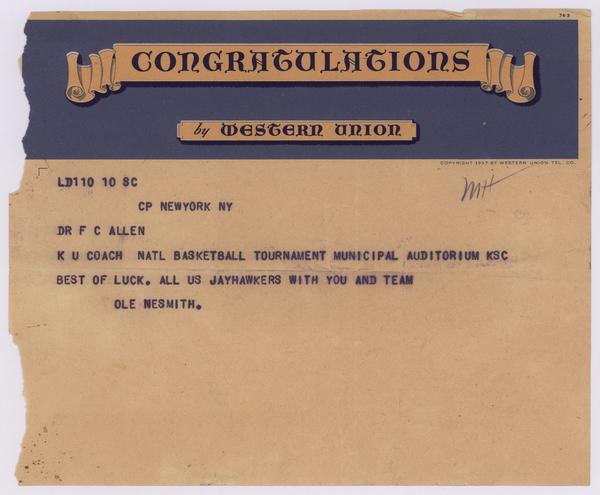 763
CONGRATULATIONS
by WESTERN UNION
COPYRIGHT 1937 BY WESTERN UNION TEL. CO.
MH
LD110 10 SC
CP NEWYORK NY
DR F C ALLEN
K U COACH NATL BASKETBALL TOURNAMENT MUNICIPAL AUDITORIUM KSC
BEST OF LUCK. ALL US JAYHAWKERS WITH YOU AND TEAM
OLE NESMITH.